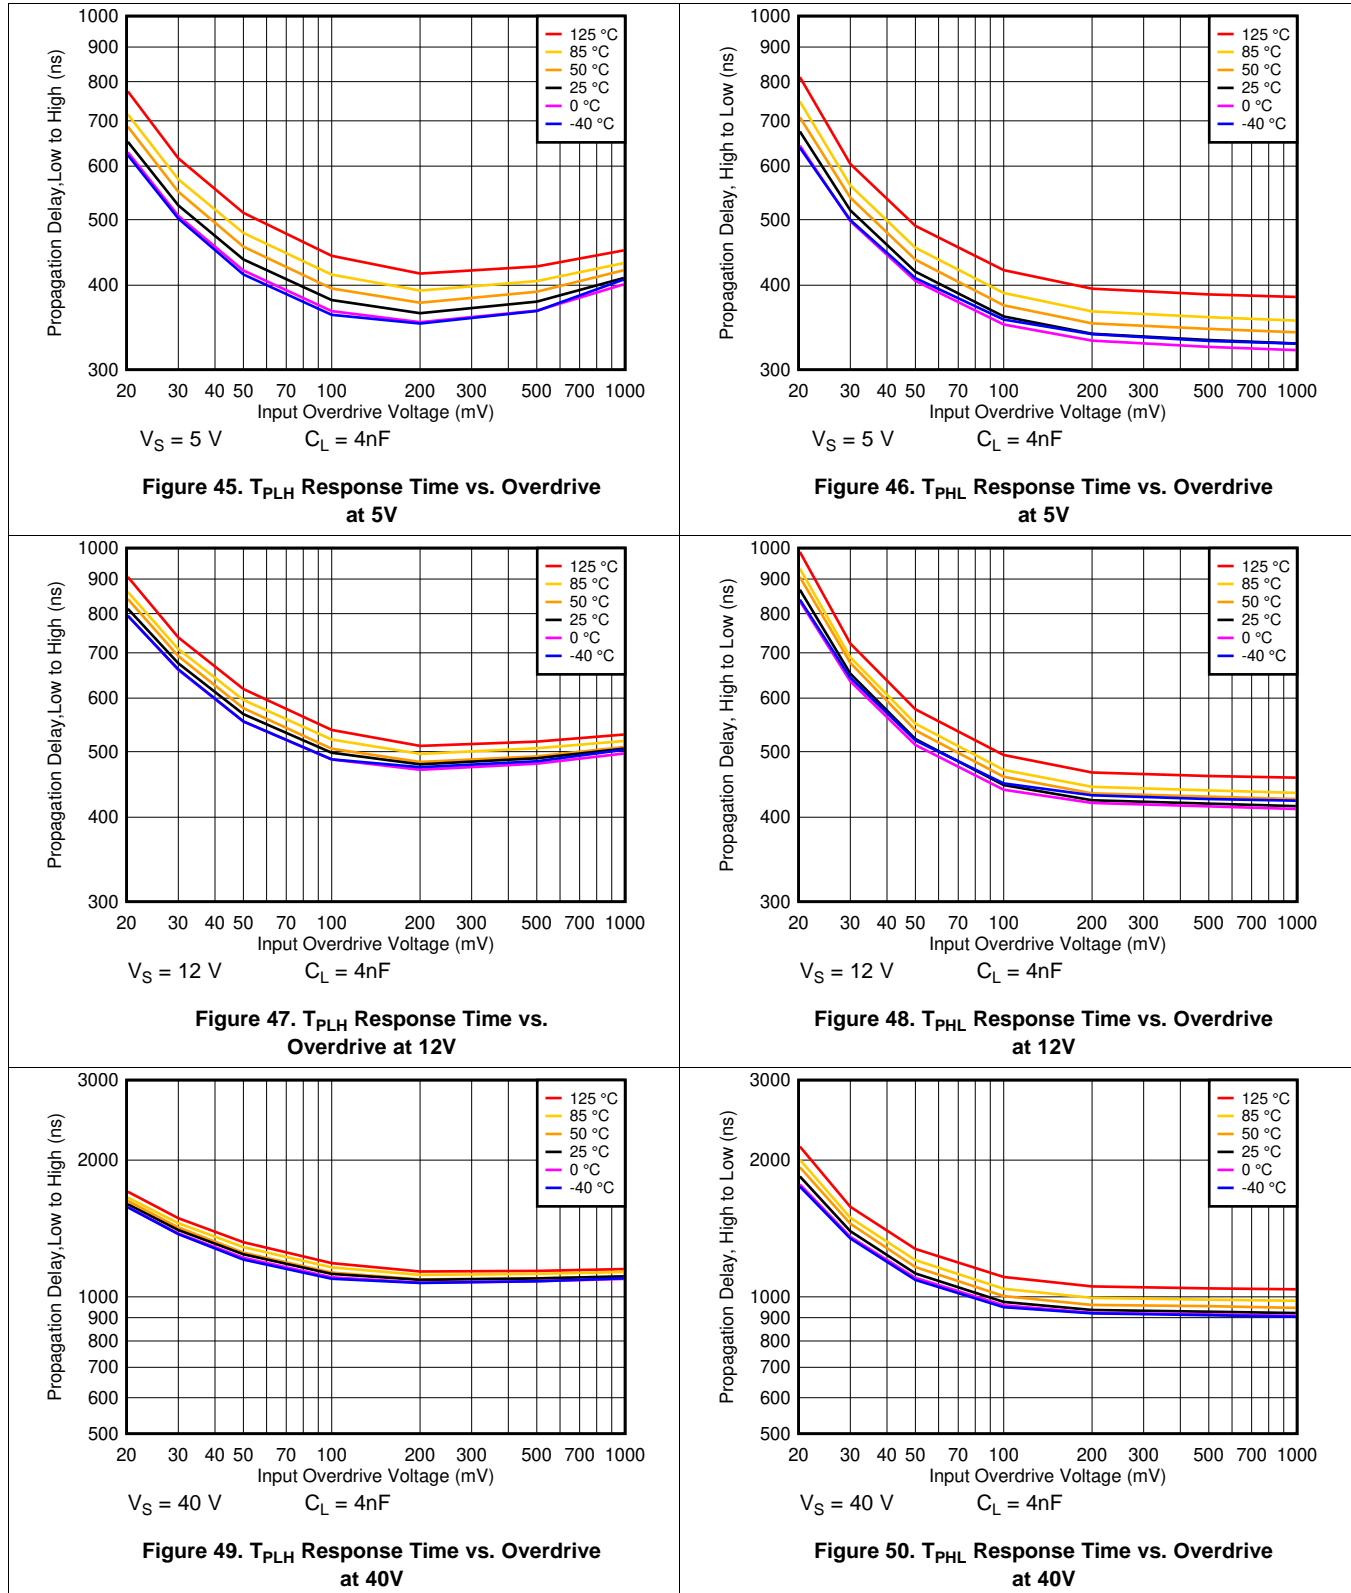 Propagation Delay,Low to High (ns)
1000
900
800
700
600
500
400
300
125 °C
85 °C
50 °C
25 °C
0 °C
-40 °C
20 30 40 50 70 100 200 300 500 700 1000
Input Overdrive Voltage (mV)
VS = 5 V CL = 4nF
Figure 45. TPLH Response Time vs. Overdrive
at 5V
Propagation Delay, High to Low (ns)
1000
900
800
700
600
500
400
300
125 °C
85 °C
50 °C
25 °C
0 °C
-40 °C
20 30 40 50 70 100 200 300 500 700 1000
Input Overdrive Voltage (mV)
VS = 5 V CL = 4nF
Figure 46. TPHL Response Time vs. Overdrive
at 5V
Propagation Delay,Low to High (ns)
1000
900
800
700
600
500
400
300
125 °C
85 °C
50 °C
25 °C
0 °C
-40 °C
20 30 40 50 70 100 200 300 500 700 1000
Input Overdrive Voltage (mV)
VS = 12 V CL = 4nF
Figure 47. TPLH Response Time vs.
Overdrive at 12V
Propagation Delay, High to Low (ns)
1000
900
800
700
600
500
400
300
125 °C
85 °C
50 °C
25 °C
0 °C
-40 °C
20 30 40 50 70 100 200 300 500 700 1000
Input Overdrive Voltage (mV)
VS = 12 V CL = 4nF
Figure 48. TPHL Response Time vs. Overdrive
at 12V
Propagation Delay,Low to High (ns)
3000
2000
1000
900
800
700
600
500
125 °C
85 °C
50 °C
25 °C
0 °C
-40 °C
20 30 40 50 70 100 200 300 500 700 1000
Input Overdrive Voltage (mV)
VS = 40 V CL = 4nF
Figure 49. TPLH Response Time vs. Overdrive
at 40V
Propagation Delay, High to Low (ns)
3000
2000
1000
900
800
700
600
500
125 °C
85 °C
50 °C
25 °C
0 °C
-40 °C
20 30 40 50 70 100 200 300 500 700 1000
Input Overdrive Voltage (mV)
VS = 40 V CL = 4nF
Figure 50. TPHL Response Time vs. Overdrive
at 40V